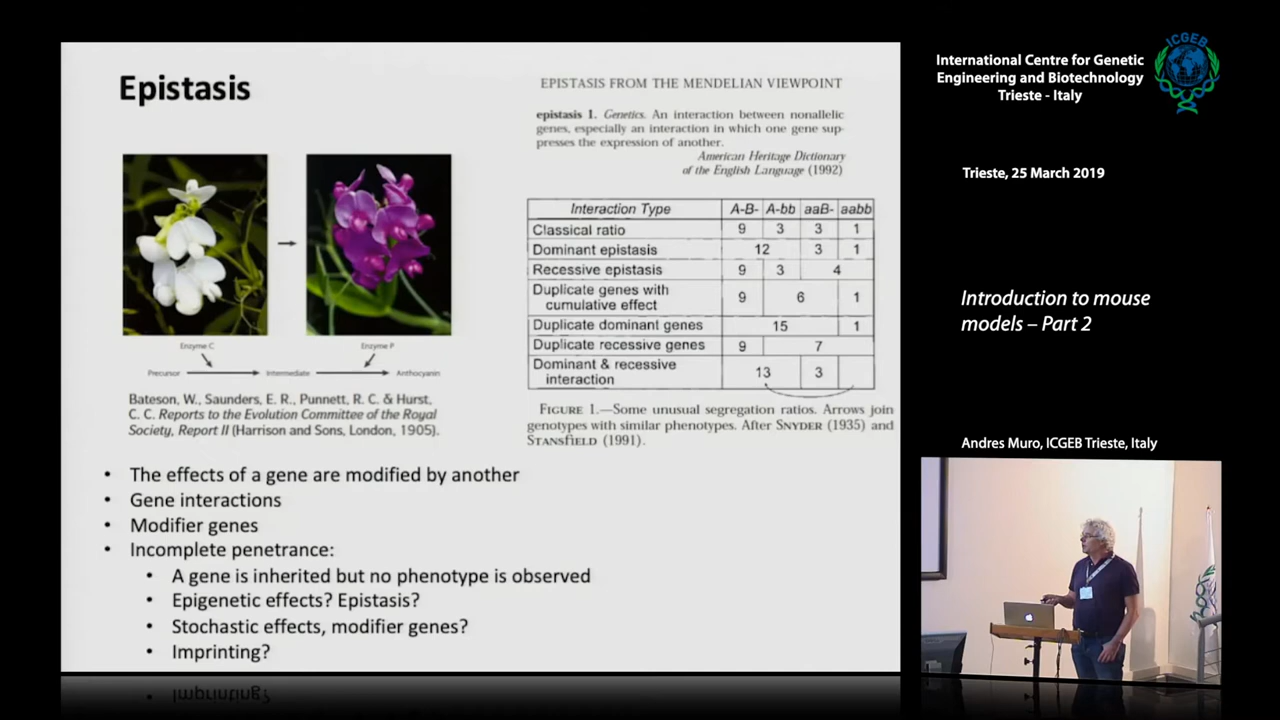 Epistasis
EPISTASIS FROM THE MENDELIAN VIEWPOINT
epistasis 1. Genetics. An interaction between nonallelic
genes, especially an interaction in which one gene sup-
presses the expression of another.
American Heritage Dictionary
of the English Language (1992)
Interaction Type A-B- A-bb aaB- aabb
Classical ratio 9 3 3 1
Dominant epistasis 12 3 1
Recessive epistasis 9 3 4
Duplicate genes with
cumulative effect 9 6 1
Duplicate dominant genes 15 1
Duplicate recessive genes 9 7
Dominant & recessive
interaction 13 3
FIGURE 1.—Some unusual segregation ratios. Arrows join
genotypes with similar phenotypes. After SNYDER (1935) and
STANSFIELD (1991).
Enzyme C Enzyme P
Precursor Intermediate Anthocyanin
Bateson, W., Saunders, E. R., Punnett, R. C. & Hurst,
C. C. Reports to the Evolution Committee of the Royal
Society, Report II (Harrison and Sons, London, 1905).
• The effects of a gene are modified by another
• Gene interactions
• Modifier genes
• Incomplete penetrance:
• A gene is inherited but no phenotype is observed
• Epigenetic effects? Epistasis?
• Stochastic effects, modifier genes?
• Imprinting?
International Centre for Genetic
Engineering and Biotechnology
Trieste - Italy
ICGEB
Trieste, 25 March 2019
Introduction to mouse
models – Part 2
Andres Muro, ICGEB Trieste, Italy